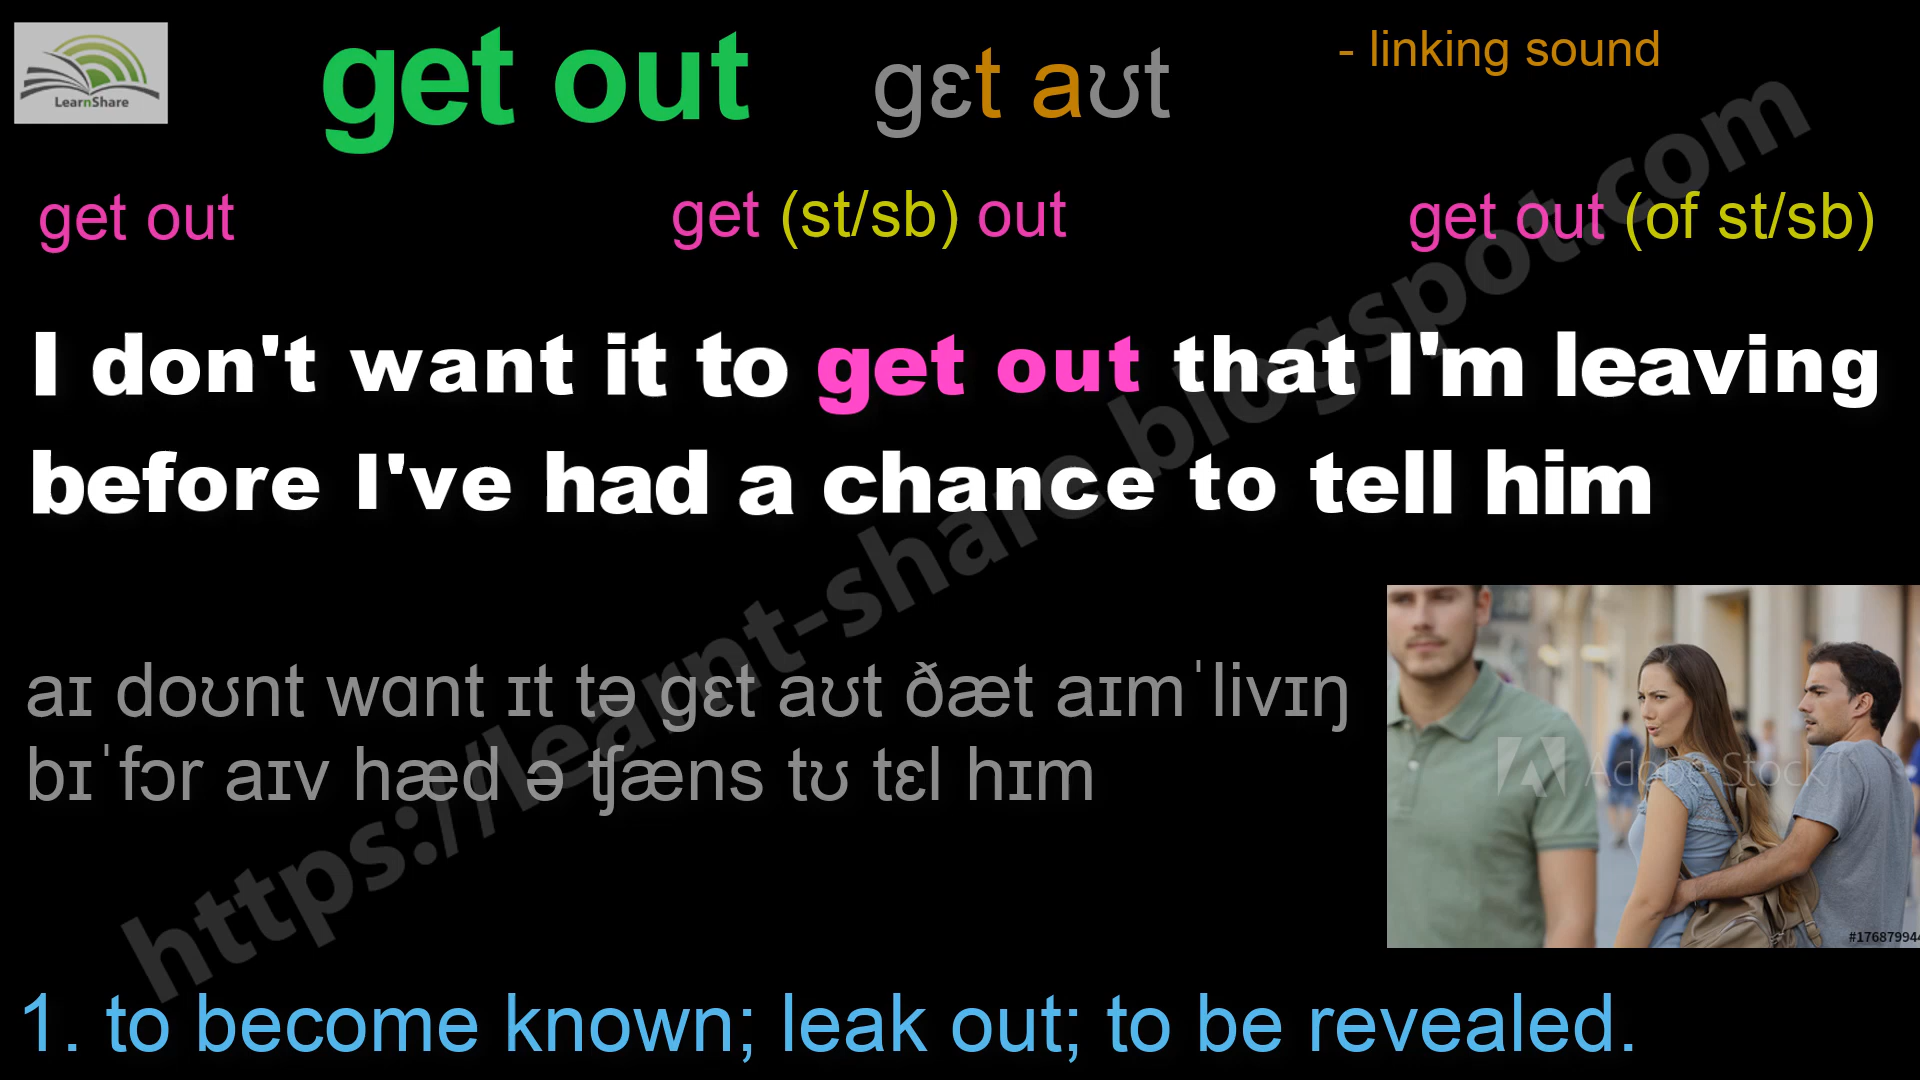 LearnShare
get out gɛt aʊt - linking sound
get out get (st/sb) out get out (of st/sb)
I don't want it to get out that I'm leaving
before I've had a chance to tell him
aɪ doʊnt wɑnt ɪt tə gɛt aʊt ðæt aɪmˈlivɪŋ
bɪˈfɔr aɪv hæd ə ʧæns tʊ tɛl hɪm
Adobe Stock
#17687994
1. to become known; leak out; to be revealed.
https://learnt-share.blogspot.com